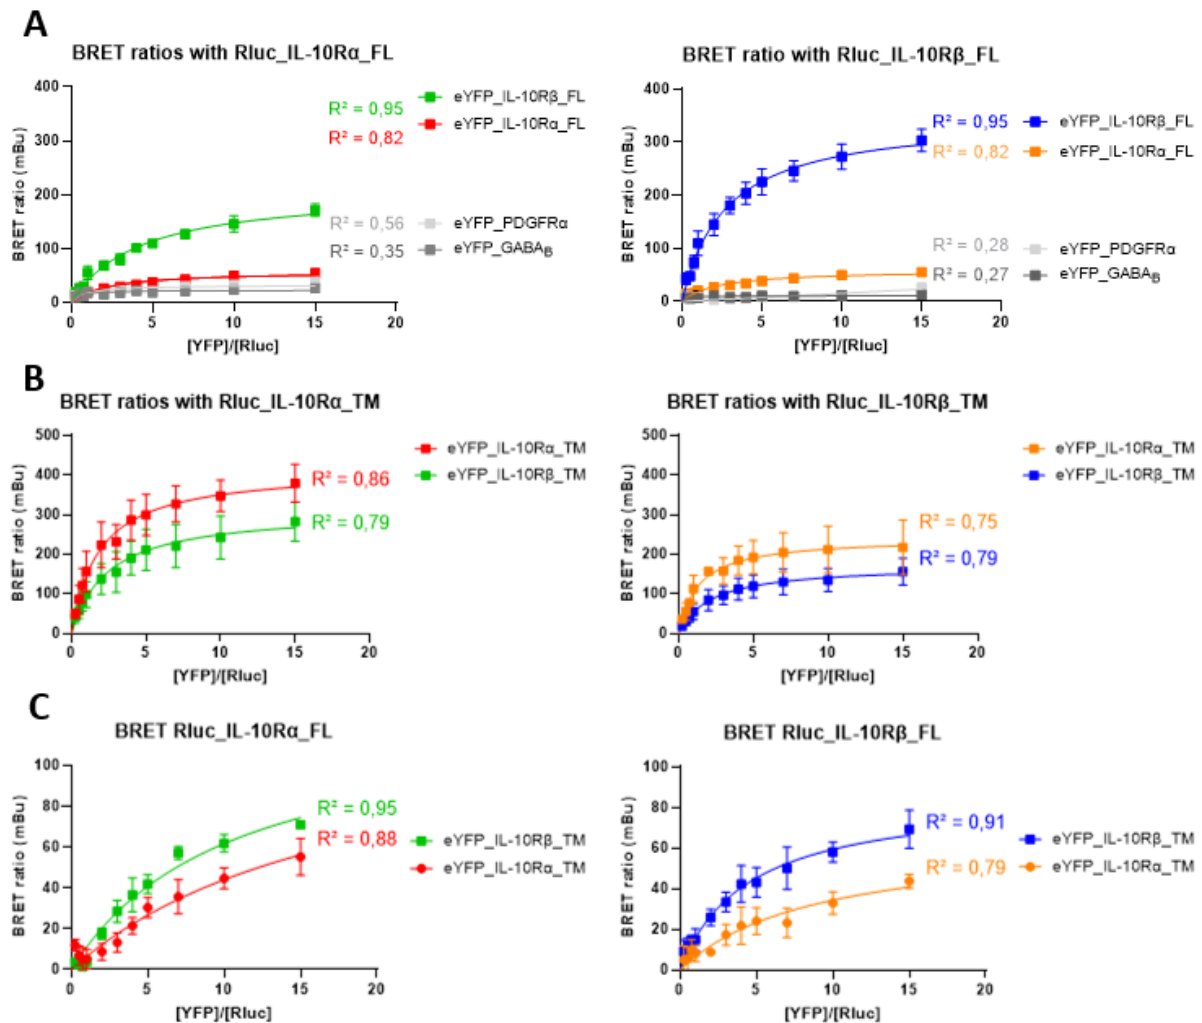 A
BRET ratios with Rluc_IL-10Rα_FL
400
300
200
100
0
0
5
10
15
20
BRET ratio (mBu)
[YFP]/[Rluc]
R² = 0,95
R² = 0,82
R² = 0,56
R² = 0,35
eYFP_IL-10Rβ_FL
eYFP_IL-10Rα_FL
eYFP_PDGFRα
eYFP_GABAB
BRET ratio with Rluc_IL-10Rβ_FL
400
300
200
100
0
0
5
10
15
20
BRET ratio (mBu)
[YFP]/[Rluc]
R² = 0,95
R² = 0,82
R² = 0,28
R² = 0,27
eYFP_IL-10Rβ_FL
eYFP_IL-10Rα_FL
eYFP_PDGFRα
eYFP_GABAB
B
BRET ratios with Rluc_IL-10Rα_TM
500
400
300
200
100
0
0
5
10
15
20
BRET ratio (mBu)
[YFP]/[Rluc]
R² = 0,86
R² = 0,79
eYFP_IL-10Rα_TM
eYFP_IL-10Rβ_TM
BRET ratios with Rluc_IL-10Rβ_TM
500
400
300
200
100
0
0
5
10
15
20
BRET ratio (mBu)
[YFP]/[Rluc]
R² = 0,75
R² = 0,79
eYFP_IL-10Rα_TM
eYFP_IL-10Rβ_TM
C
BRET Rluc_IL-10Rα_FL
100
80
60
40
20
0
0
5
10
15
20
BRET ratio (mBu)
[YFP]/[Rluc]
R² = 0,95
R² = 0,88
eYFP_IL-10Rβ_TM
eYFP_IL-10Rα_TM
BRET Rluc_IL-10Rβ_FL
100
80
60
40
20
0
0
5
10
15
20
BRET ratio (mBu)
[YFP]/[Rluc]
R² = 0,91
R² = 0,79
eYFP_IL-10Rβ_TM
eYFP_IL-10Rα_TM